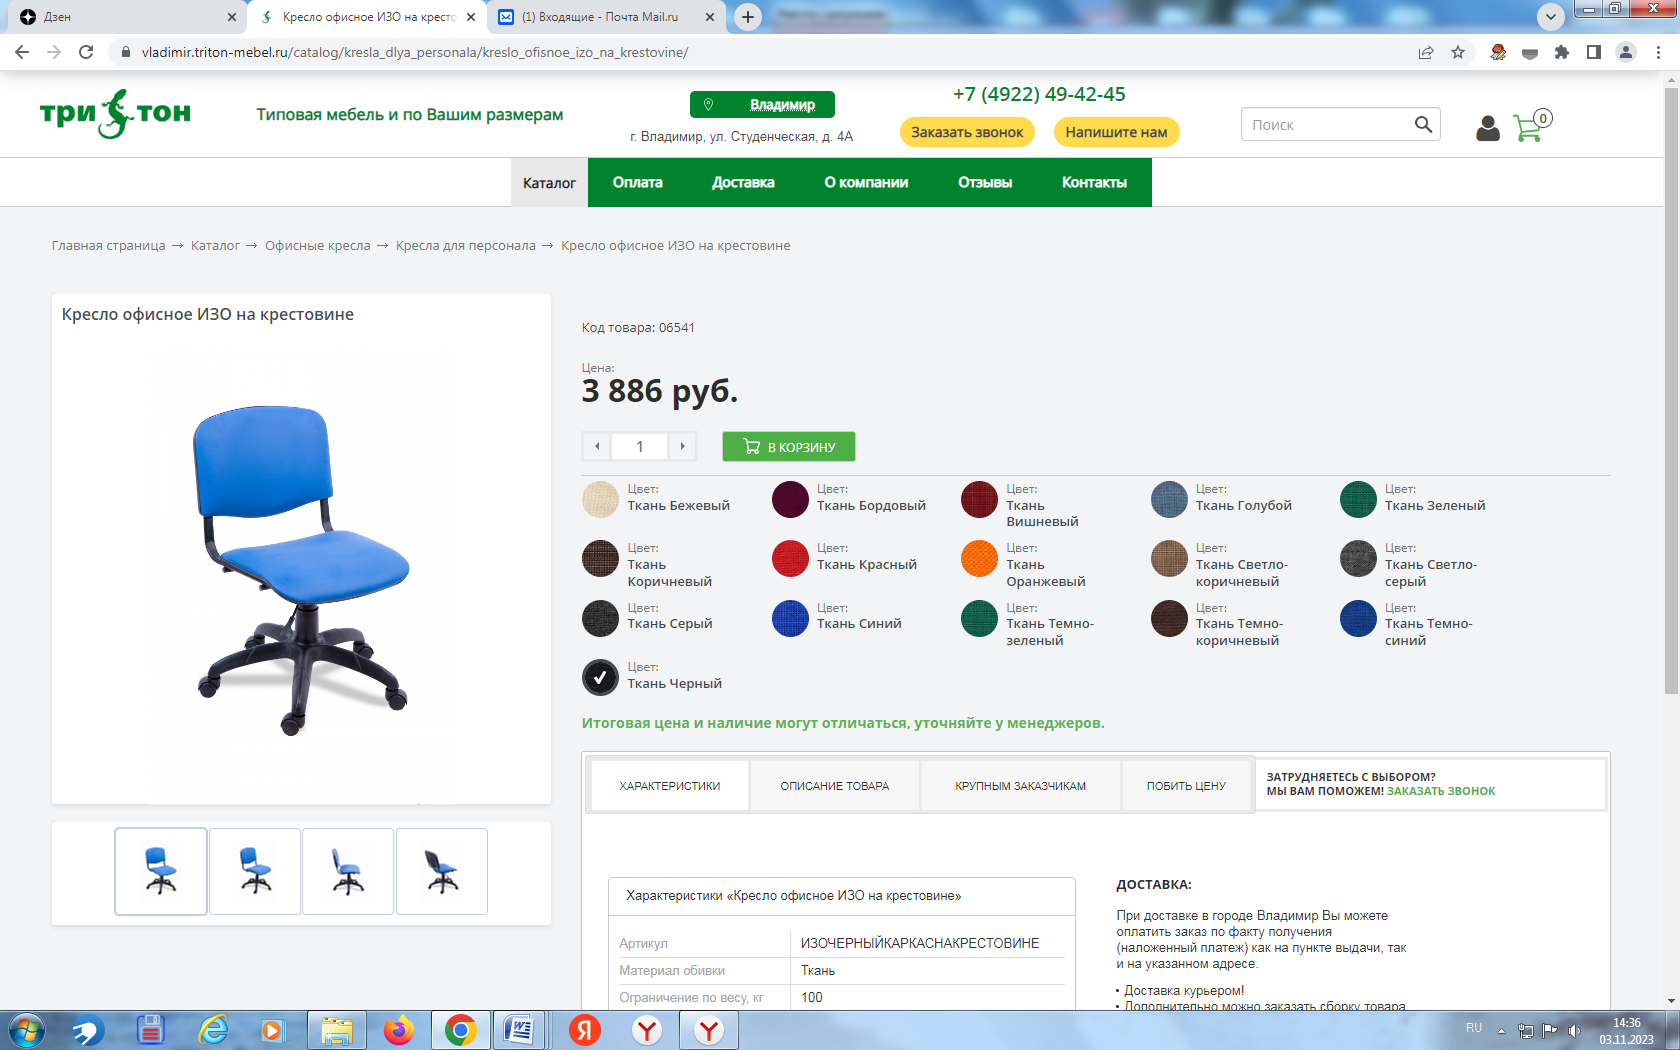 Дзен
Кресло офисное ИЗО на кресто
(1) Входящие - Почта Mail.ru
vladimir.triton-mebel.ru/catalog/kresla_dlya_personala/kreslo_ofisnoe_izo_na_krestovine/
ТРИТОН
Типовая мебель и по Вашим размерам
Владимир
г. Владимир, ул. Студенческая, д. 4А
+7 (4922) 49-42-45
Заказать звонок
Напишите нам
Поиск
0
Каталог
Оплата
Доставка
О компании
Отзывы
Контакты
Главная страница → Каталог → Офисные кресла → Кресла для персонала → Кресло офисное ИЗО на крестовине
Кресло офисное ИЗО на крестовине
Код товара: 06541
Цена:
3 886 руб.
1
В КОРЗИНУ
Цвет:
Ткань Бежевый
Цвет:
Ткань Бордовый
Цвет:
Ткань
Вишневый
Цвет:
Ткань Голубой
Цвет:
Ткань Зеленый
Цвет:
Ткань
Коричневый
Цвет:
Ткань Красный
Цвет:
Ткань
Оранжевый
Цвет:
Ткань Светло-
коричневый
Цвет:
Ткань Светло-
серый
Цвет:
Ткань Серый
Цвет:
Ткань Синий
Цвет:
Ткань Темно-
зеленый
Цвет:
Ткань Темно-
коричневый
Цвет:
Ткань Темно-
синий
Цвет:
Ткань Черный
Итоговая цена и наличие могут отличаться, уточняйте у менеджеров.
ХАРАКТЕРИСТИКИ
ОПИСАНИЕ ТОВАРА
КРУПНЫМ ЗАКАЗЧИКАМ
ПОБИТЬ ЦЕНУ
ЗАТРУДНЯЕТЕСЬ С ВЫБОРОМ?
МЫ ВАМ ПОМОЖЕМ! ЗАКАЗАТЬ ЗВОНОК
Характеристики «Кресло офисное ИЗО на крестовине»
Артикул ИЗОЧЕРНЫЙКАРКАСНАКРЕСТОВИНЕ
Материал обивки Ткань
Ограничение по весу, кг 100
ДОСТАВКА:
При доставке в городе Владимир Вы можете
оплатить заказ по факту получения
(наложенный платеж) как на пункте выдачи, так
и на указанном адресе.
• Доставка курьером!
• Дополнительно можно заказать сборку товара
RU
14:36
03.11.2023